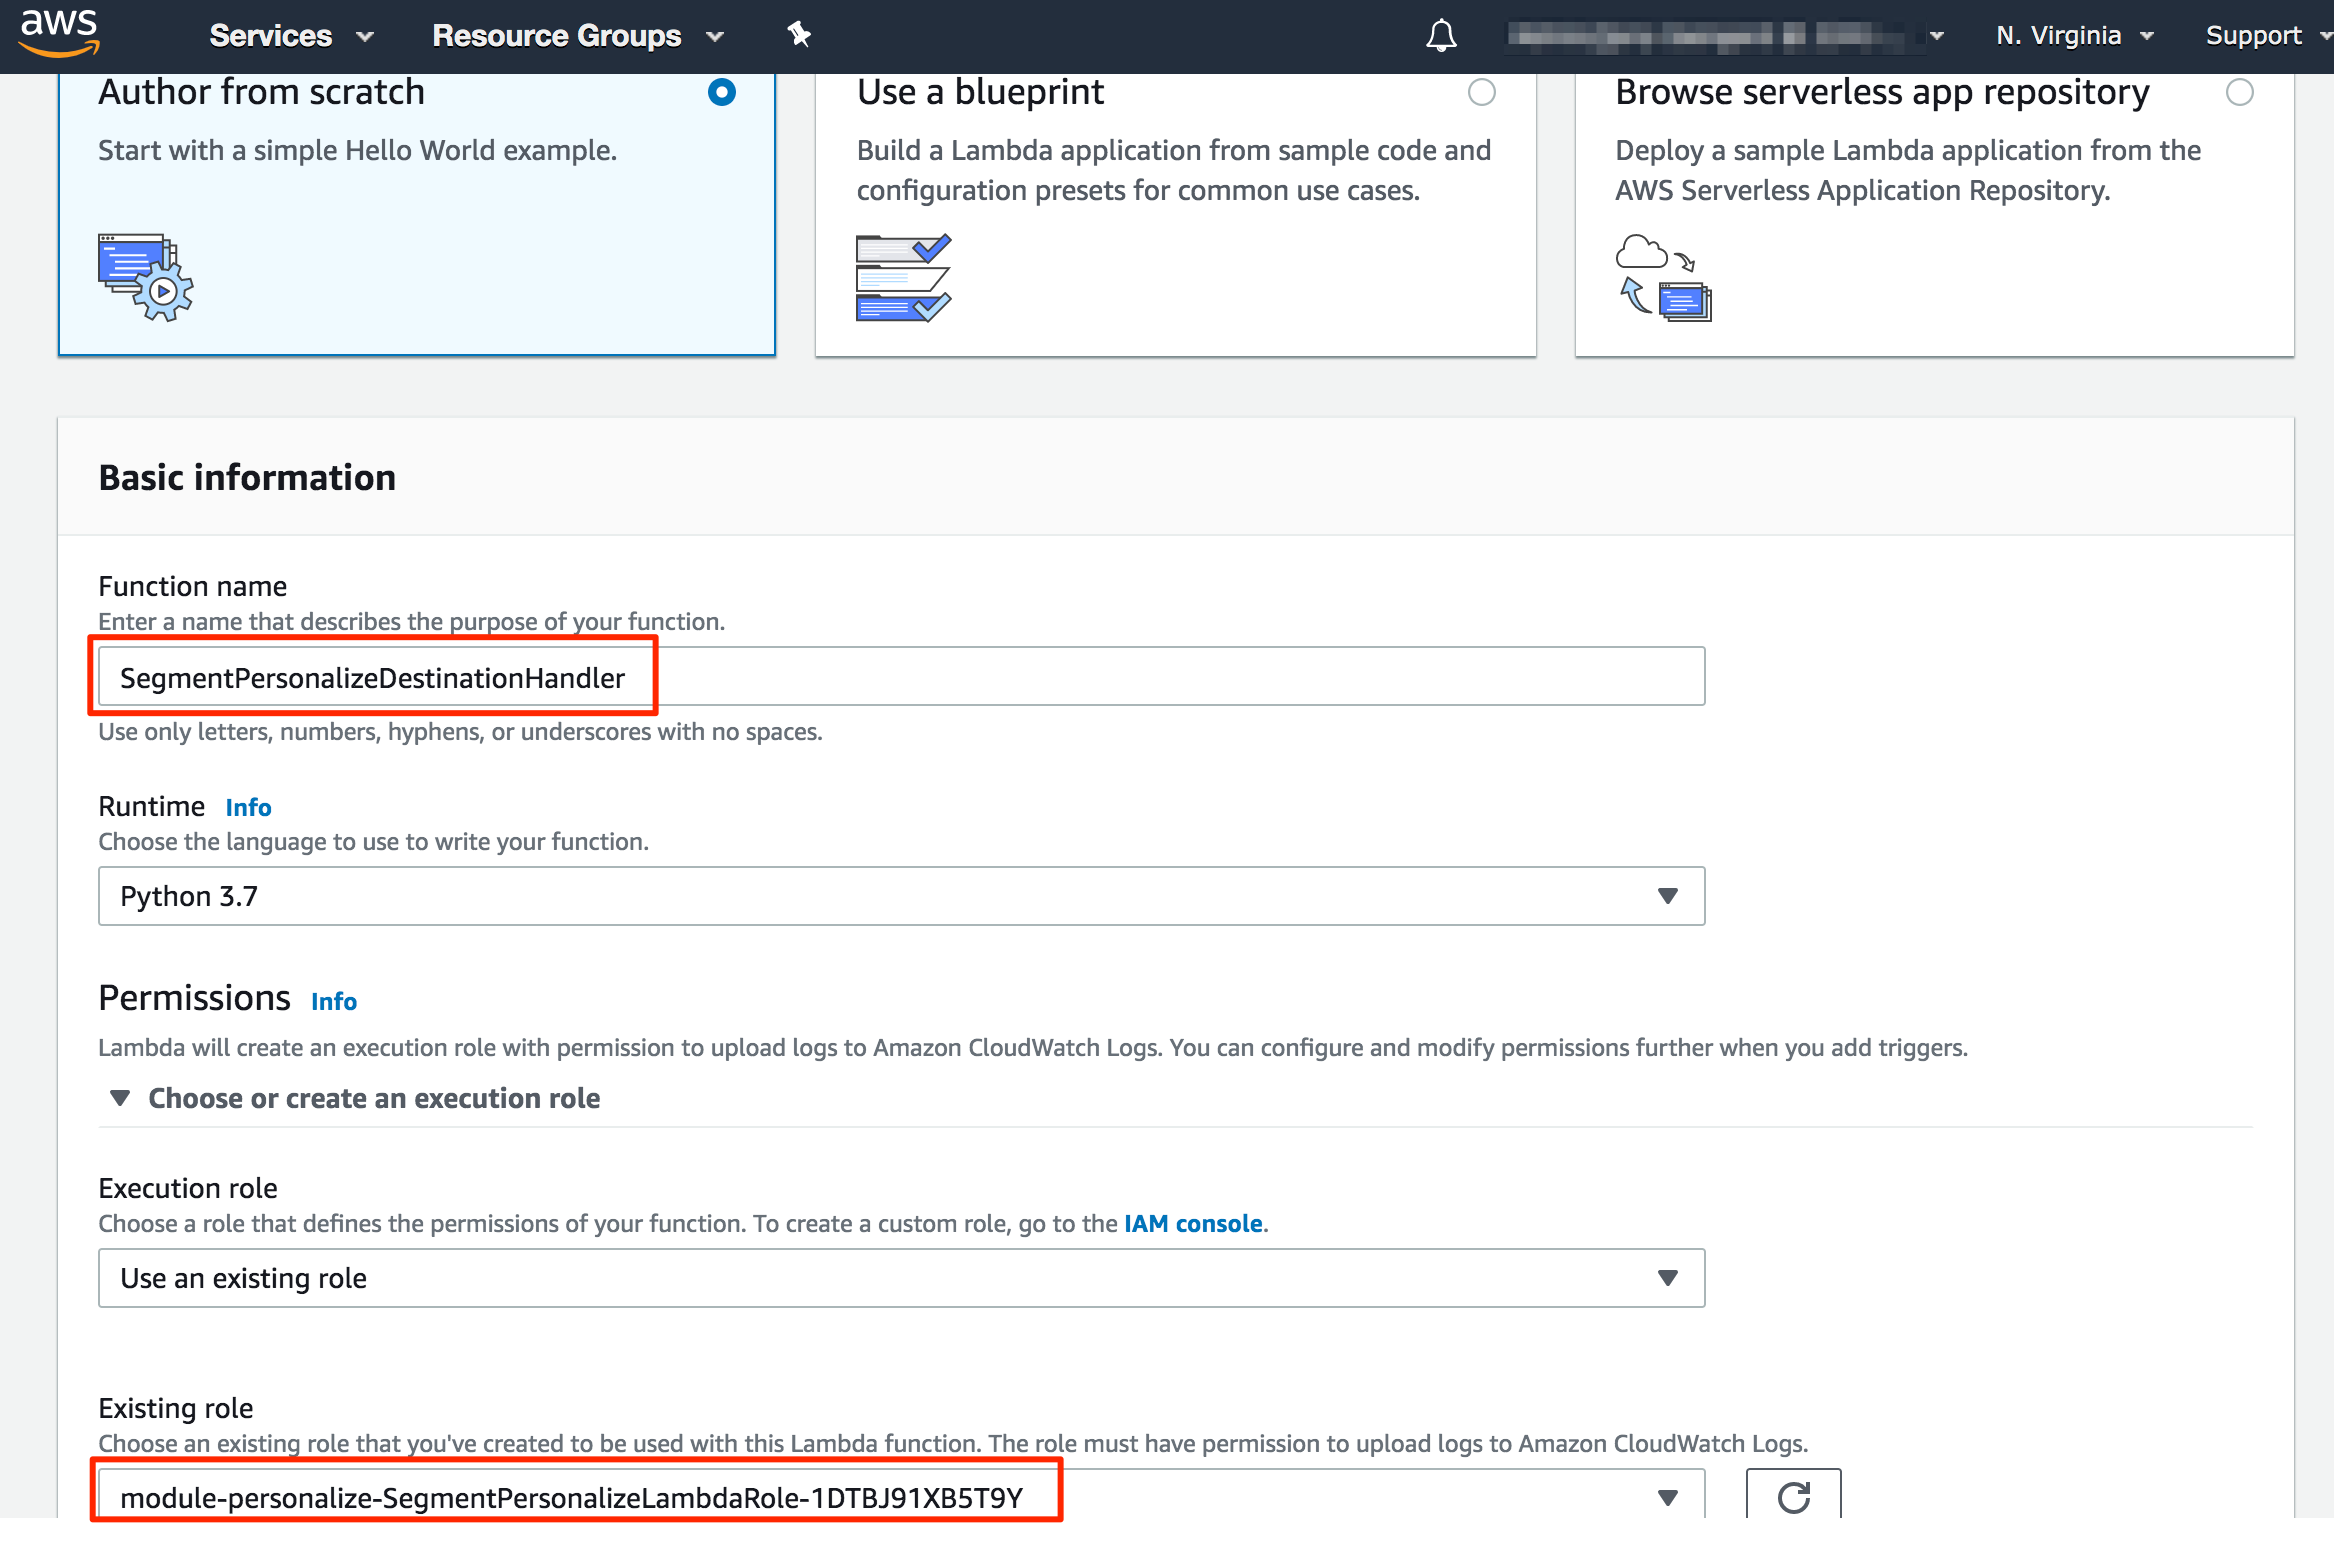 aws Services Resource Groups N. Virginia Support
Author from scratch
Start with a simple Hello World example.
Use a blueprint
Build a Lambda application from sample code and
configuration presets for common use cases.
Browse serverless app repository
Deploy a sample Lambda application from the
AWS Serverless Application Repository.
Basic information
Function name
Enter a name that describes the purpose of your function.
SegmentPersonalizeDestinationHandler
Use only letters, numbers, hyphens, or underscores with no spaces.
Runtime Info
Choose the language to use to write your function.
Python 3.7
Permissions Info
Lambda will create an execution role with permission to upload logs to Amazon CloudWatch Logs. You can configure and modify permissions further when you add triggers.
Choose or create an execution role
Execution role
Choose a role that defines the permissions of your function. To create a custom role, go to the IAM console.
Use an existing role
Existing role
Choose an existing role that you've created to be used with this Lambda function. The role must have permission to upload logs to Amazon CloudWatch Logs.
module-personalize-SegmentPersonalizeLambdaRole-1DTBJ91XB5T9Y